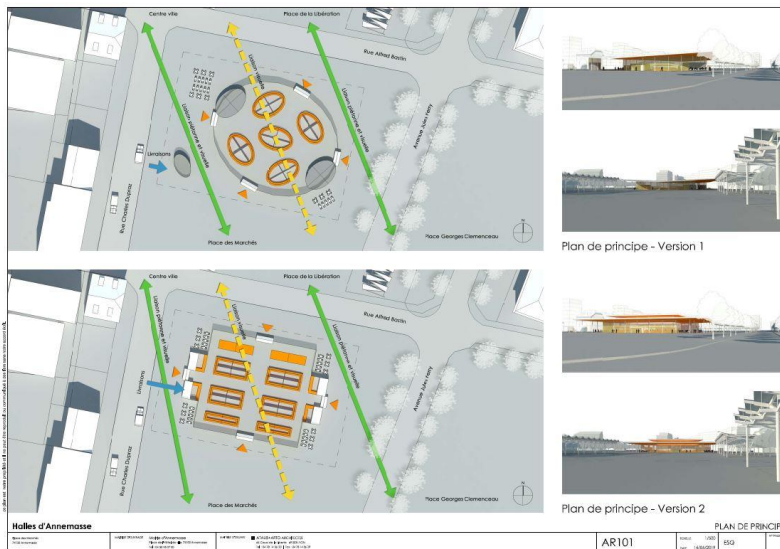 Centre ville
Place de la Libération
Rue Alfred Bastin
Liaison piétonne et visuelle
Liaison visuelle
Liaison piétonne et visuelle
Avenue Jules Ferry
Livraisons
Rue Charles Dupraz
Place des Marchés
Place Georges Clemenceau
Plan de principe - Version 1
Centre ville
Place de la Libération
Rue Alfred Bastin
Liaison piétonne et visuelle
Liaison visuelle
Liaison piétonne et visuelle
Avenue Jules Ferry
Livraisons
Rue Charles Dupraz
Place des Marchés
Place Georges Clemenceau
Plan de principe - Version 2
Halles d'Annemasse
PLAN DE PRINCIP
AR101
ESQ